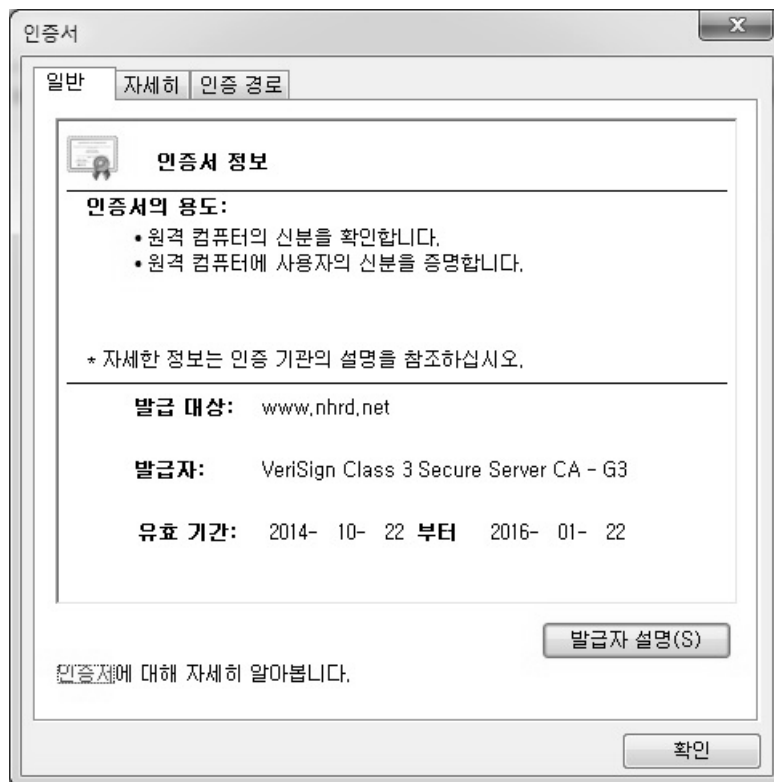 인증서
일반 자세히 인증 경로
인증서 정보
인증서의 용도:
• 원격 컴퓨터의 신분을 확인합니다.
• 원격 컴퓨터에 사용자의 신분을 증명합니다.
* 자세한 정보는 인증 기관의 설명을 참조하십시오.
발급 대상: www.nhrd.net
발급자: VeriSign Class 3 Secure Server CA - G3
유효 기간: 2014- 10- 22 부터 2016- 01- 22
발급자 설명(S)
인증서에 대해 자세히 알아봅니다.
확인